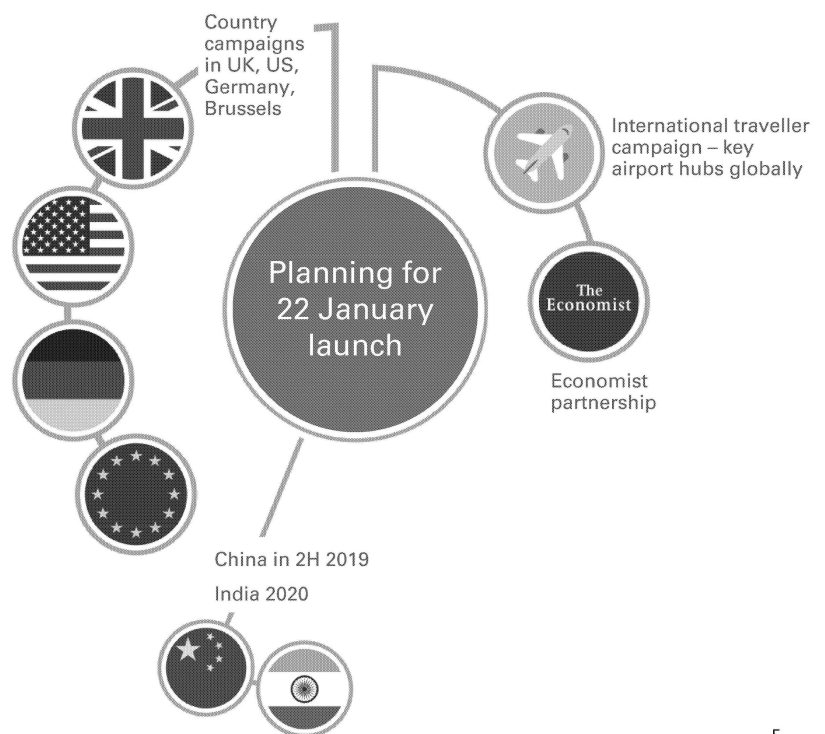 Country
campaigns
in UK, US,
Germany,
Brussels
International traveller
campaign – key
airport hubs globally
Planning for
22 January
launch
The
Economist
Economist
partnership
China in 2H 2019
India 2020
5